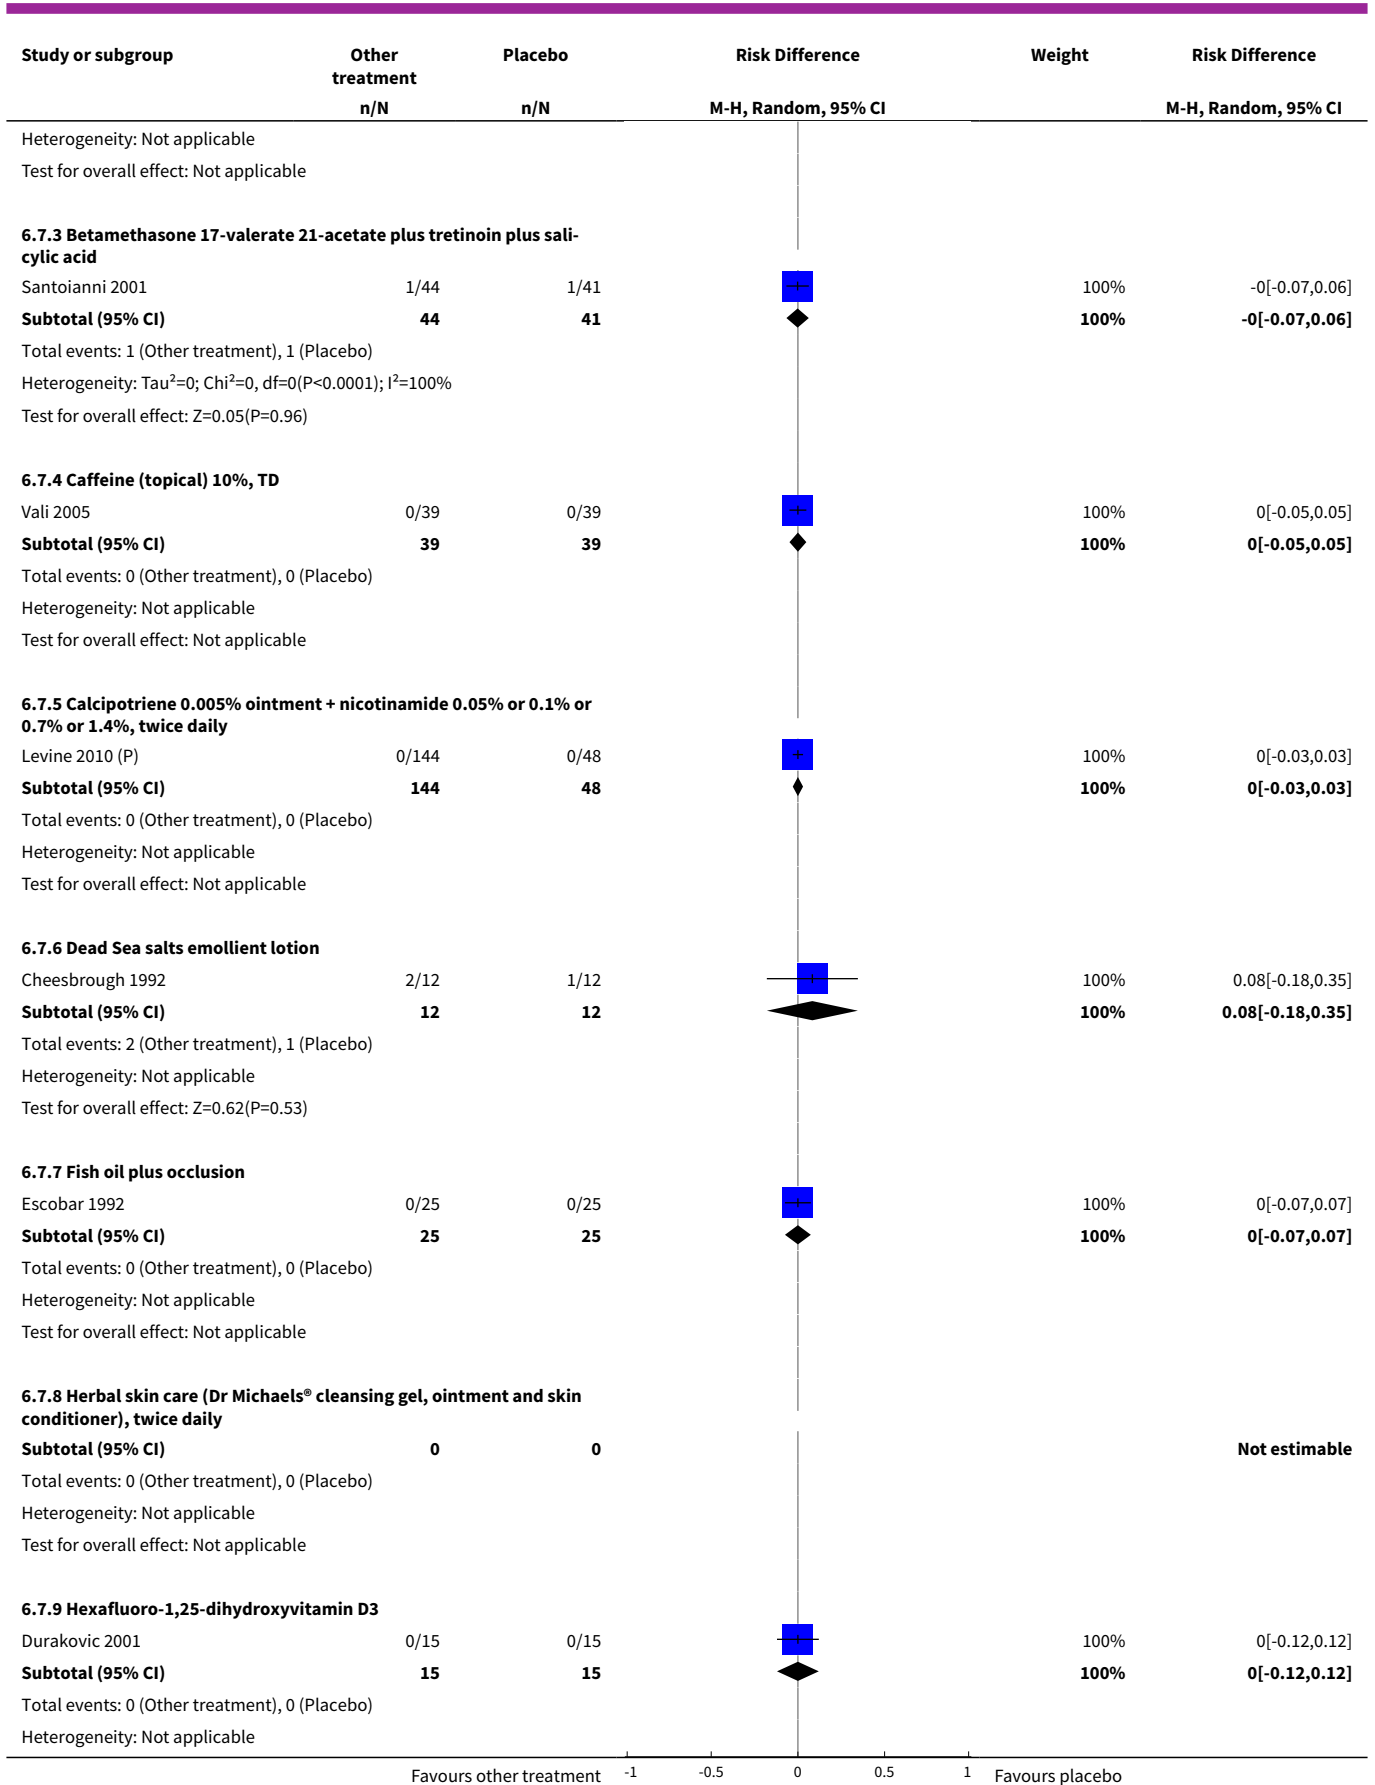 Study or subgroup Other treatment Placebo Risk Difference Weight Risk Difference
n/N n/N M-H, Random, 95% CI M-H, Random, 95% CI
Heterogeneity: Not applicable
Test for overall effect: Not applicable
6.7.3 Betamethasone 17-valerate 21-acetate plus tretinoin plus sali-
cylic acid
Santoianni 2001 1/44 1/41 100% -0[-0.07,0.06]
Subtotal (95% CI) 44 41 100% -0[-0.07,0.06]
Total events: 1 (Other treatment), 1 (Placebo)
Heterogeneity: Tau²=0; Chi²=0, df=0(P<0.0001); I²=100%
Test for overall effect: Z=0.05(P=0.96)
6.7.4 Caffeine (topical) 10%, TD
Vali 2005 0/39 0/39 100% 0[-0.05,0.05]
Subtotal (95% CI) 39 39 100% 0[-0.05,0.05]
Total events: 0 (Other treatment), 0 (Placebo)
Heterogeneity: Not applicable
Test for overall effect: Not applicable
6.7.5 Calcipotriene 0.005% ointment + nicotinamide 0.05% or 0.1% or
0.7% or 1.4%, twice daily
Levine 2010 (P) 0/144 0/48 100% 0[-0.03,0.03]
Subtotal (95% CI) 144 48 100% 0[-0.03,0.03]
Total events: 0 (Other treatment), 0 (Placebo)
Heterogeneity: Not applicable
Test for overall effect: Not applicable
6.7.6 Dead Sea salts emollient lotion
Cheesbrough 1992 2/12 1/12 100% 0.08[-0.18,0.35]
Subtotal (95% CI) 12 12 100% 0.08[-0.18,0.35]
Total events: 2 (Other treatment), 1 (Placebo)
Heterogeneity: Not applicable
Test for overall effect: Z=0.62(P=0.53)
6.7.7 Fish oil plus occlusion
Escobar 1992 0/25 0/25 100% 0[-0.07,0.07]
Subtotal (95% CI) 25 25 100% 0[-0.07,0.07]
Total events: 0 (Other treatment), 0 (Placebo)
Heterogeneity: Not applicable
Test for overall effect: Not applicable
6.7.8 Herbal skin care (Dr Michaels® cleansing gel, ointment and skin
conditioner), twice daily
Subtotal (95% CI) 0 0 Not estimable
Total events: 0 (Other treatment), 0 (Placebo)
Heterogeneity: Not applicable
Test for overall effect: Not applicable
6.7.9 Hexafluoro-1,25-dihydroxyvitamin D3
Durakovic 2001 0/15 0/15 100% 0[-0.12,0.12]
Subtotal (95% CI) 15 15 100% 0[-0.12,0.12]
Total events: 0 (Other treatment), 0 (Placebo)
Heterogeneity: Not applicable
Favours other treatment -1 -0.5 0 0.5 1 Favours placebo